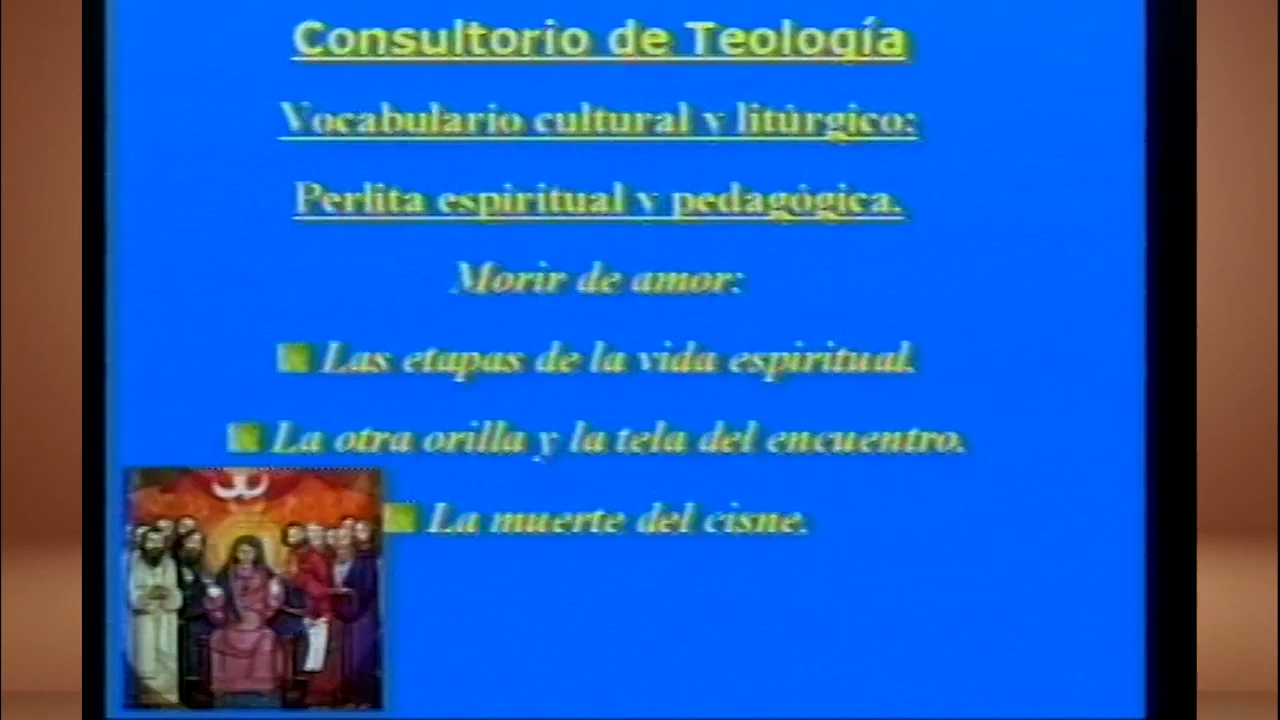 Consultorio de Teología
Vocabulario cultural y litúrgico:
Perlita espiritual y pedagógica.
Morir de amor:
Las etapas de la vida espiritual.
La otra orilla y la tela del encuentro.
La muerte del cisne.